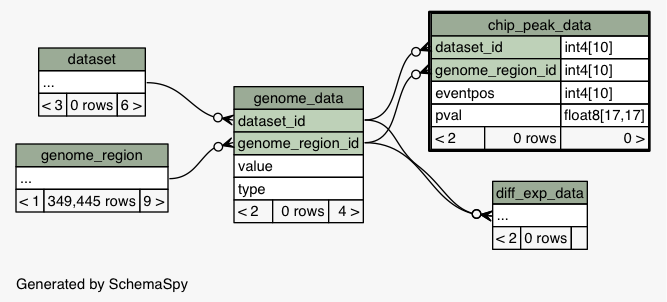 chip_peak_data
dataset_id int4[10]
genome_region_id int4[10]
eventpos int4[10]
pval float8[17,17]
< 2 0 rows 0 >
dataset
...
< 3 0 rows 6 >
genome_data
dataset_id
genome_region_id
value
type
< 2 0 rows 4 >
genome_region
...
< 1 349,445 rows 9 >
diff_exp_data
...
< 2 0 rows
Generated by SchemaSpy